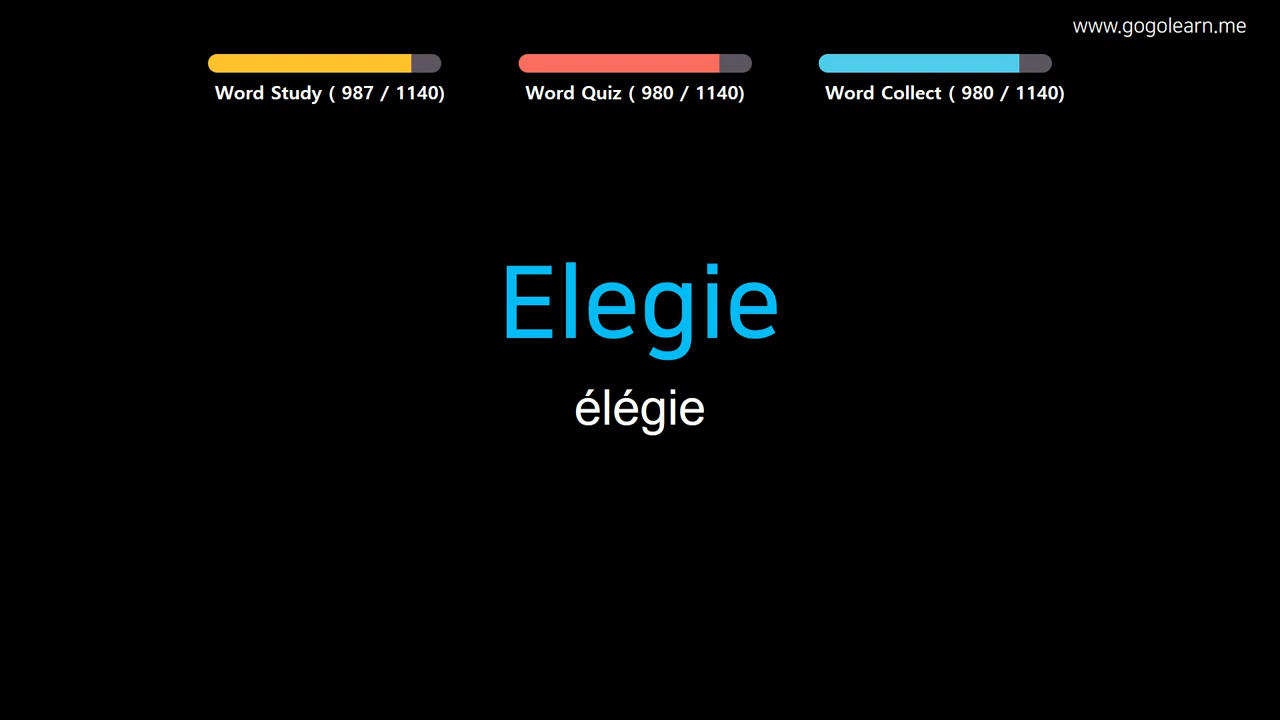 www.gogolearn.me
Word Study ( 987 / 1140)
Word Quiz ( 980 / 1140)
Word Collect ( 980 / 1140)
Elegie
élégie